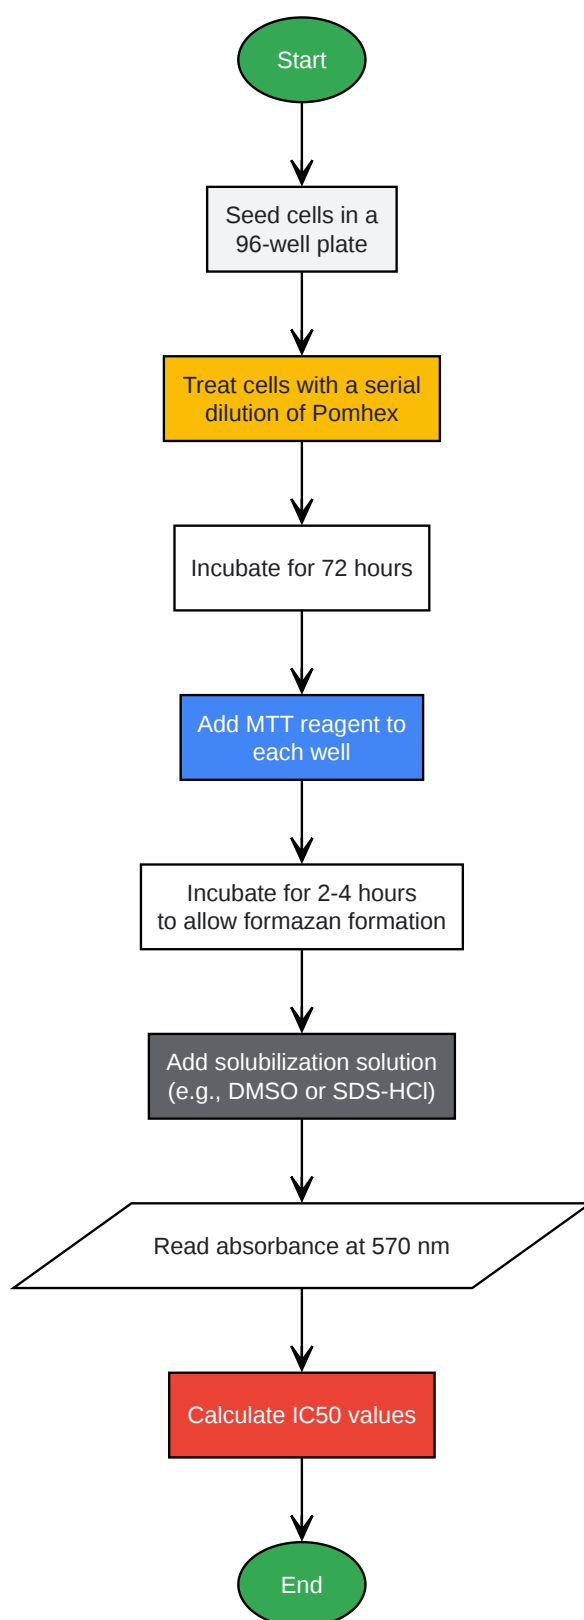 Start
Seed cells in a
96-well plate
Treat cells with a serial
dilution of Pomhex
Incubate for 72 hours
Add MTT reagent to
each well
Incubate for 2-4 hours
to allow formazan formation
Add solubilization solution
(e.g., DMSO or SDS-HCl)
Read absorbance at 570 nm
Calculate IC50 values
End